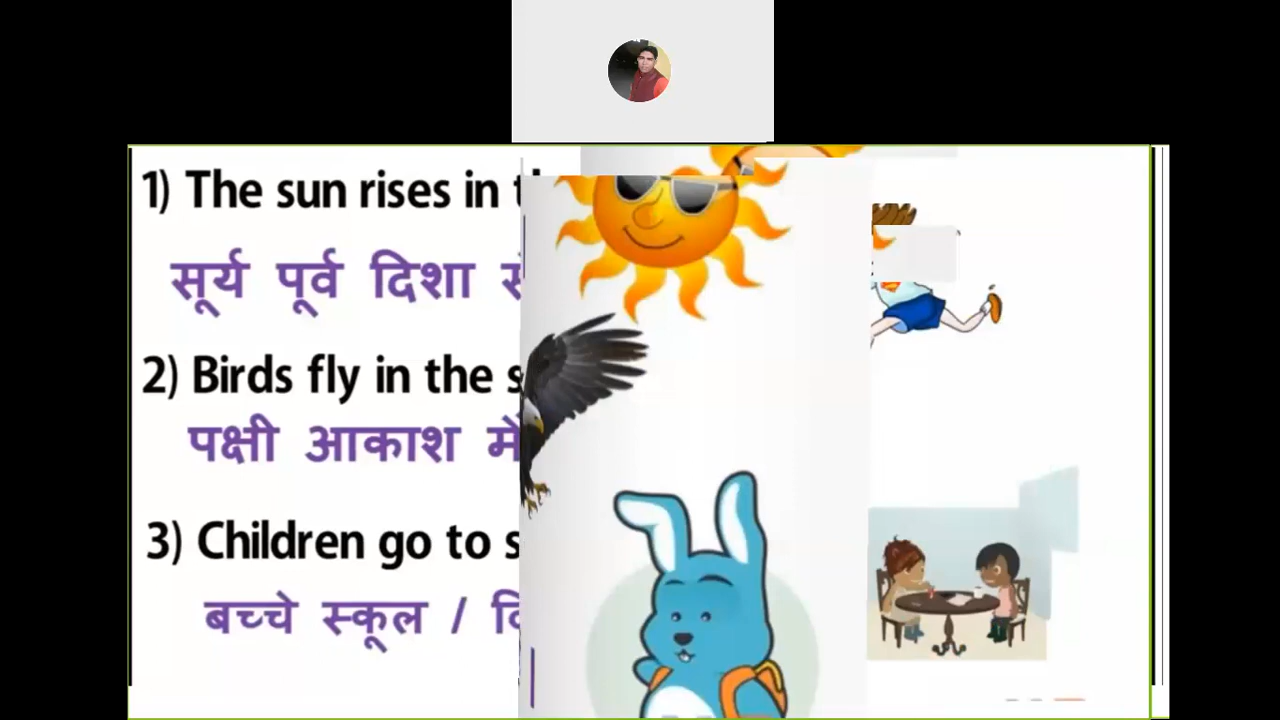 1) The sun rises in
सूर्य पूर्व दिशा
2) Birds fly in the
पक्षी आकाश में
3) Children go to
बच्चे स्कूल /